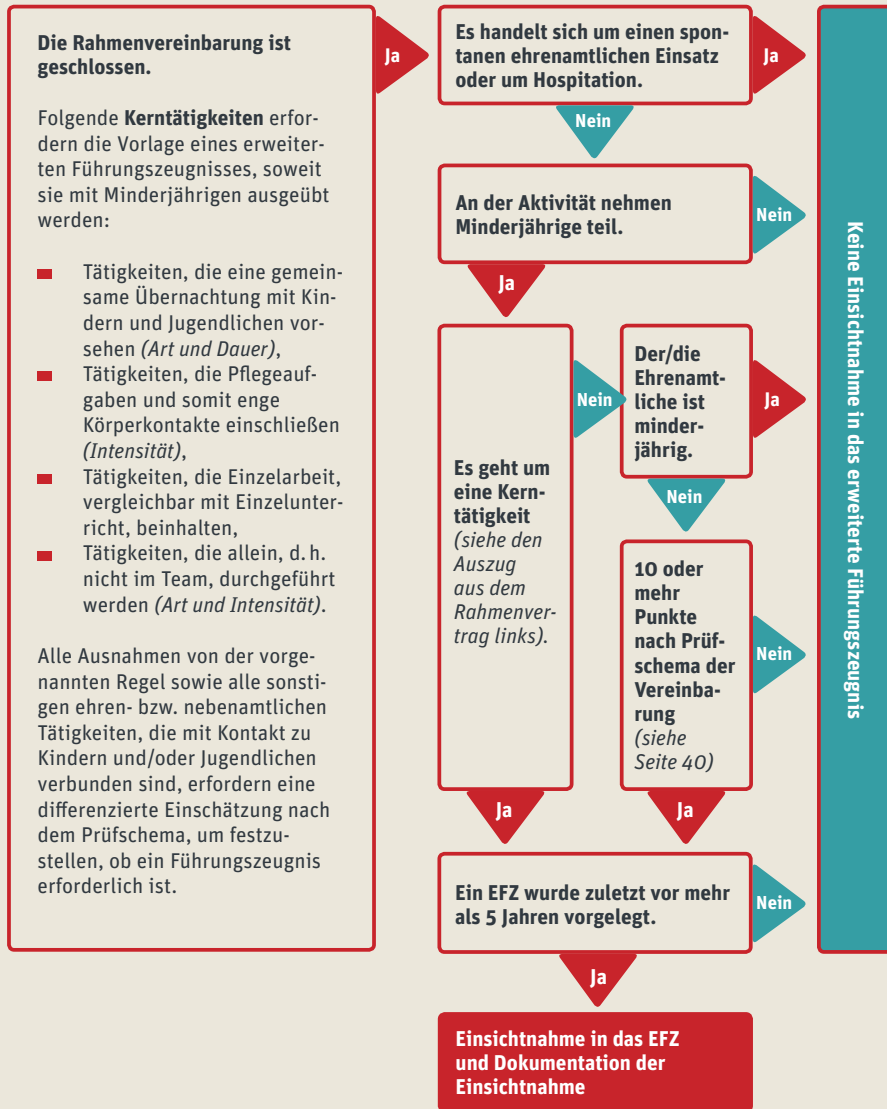 Die Rahmenvereinbarung ist
geschlossen.
Folgende Kerntätigkeiten erfor-
dern die Vorlage eines erweiter-
ten Führungszeugnisses, soweit
sie mit Minderjährigen ausgeübt
werden:
Tätigkeiten, die eine gemein-
same Übernachtung mit Kin-
dern und Jugendlichen vor-
sehen (Art und Dauer),
Tätigkeiten, die Pflegeauf-
gaben und somit enge
Körperkontakte einschließen
(Intensität),
Tätigkeiten, die Einzelarbeit,
vergleichbar mit Einzelunter-
richt, beinhalten,
Tätigkeiten, die allein, d. h.
nicht im Team, durchgeführt
werden (Art und Intensität).
Alle Ausnahmen von der vorge-
nannten Regel sowie alle sonsti-
gen ehren- bzw. nebenamtlichen
Tätigkeiten, die mit Kontakt zu
Kindern und/oder Jugendlichen
verbunden sind, erfordern eine
differenzierte Einschätzung nach
dem Prüfschema, um festzu-
stellen, ob ein Führungszeugnis
erforderlich ist.
Ja
Es handelt sich um einen spon-
tanen ehrenamtlichen Einsatz
oder um Hospitation.
Ja
Nein
An der Aktivität nehmen
Minderjährige teil.
Nein
Ja
Es geht um
eine Kern-
tätigkeit
(siehe den
Auszug
aus dem
Rahmenver-
trag links).
Nein
Der/die
Ehrenamt-
liche ist
minder-
jährig.
Ja
Nein
10 oder
mehr
Punkte
nach Prüf-
schema der
Vereinba-
rung
(siehe
Seite 40)
Nein
Ja
Ja
Ein EFZ wurde zuletzt vor mehr
als 5 Jahren vorgelegt.
Nein
Ja
Einsichtnahme in das EFZ
und Dokumentation der
Einsichtnahme
Keine Einsichtnahme in das erweiterte Führungszeugnis